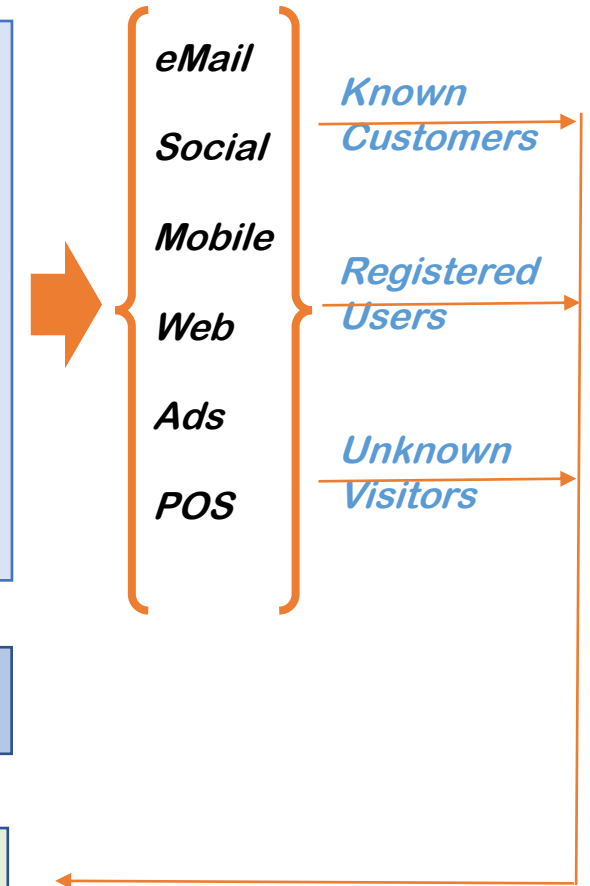 eMail
Social
Mobile
Web
Ads
POS
Known
Customers
Registered
Users
Unknown
Visitors